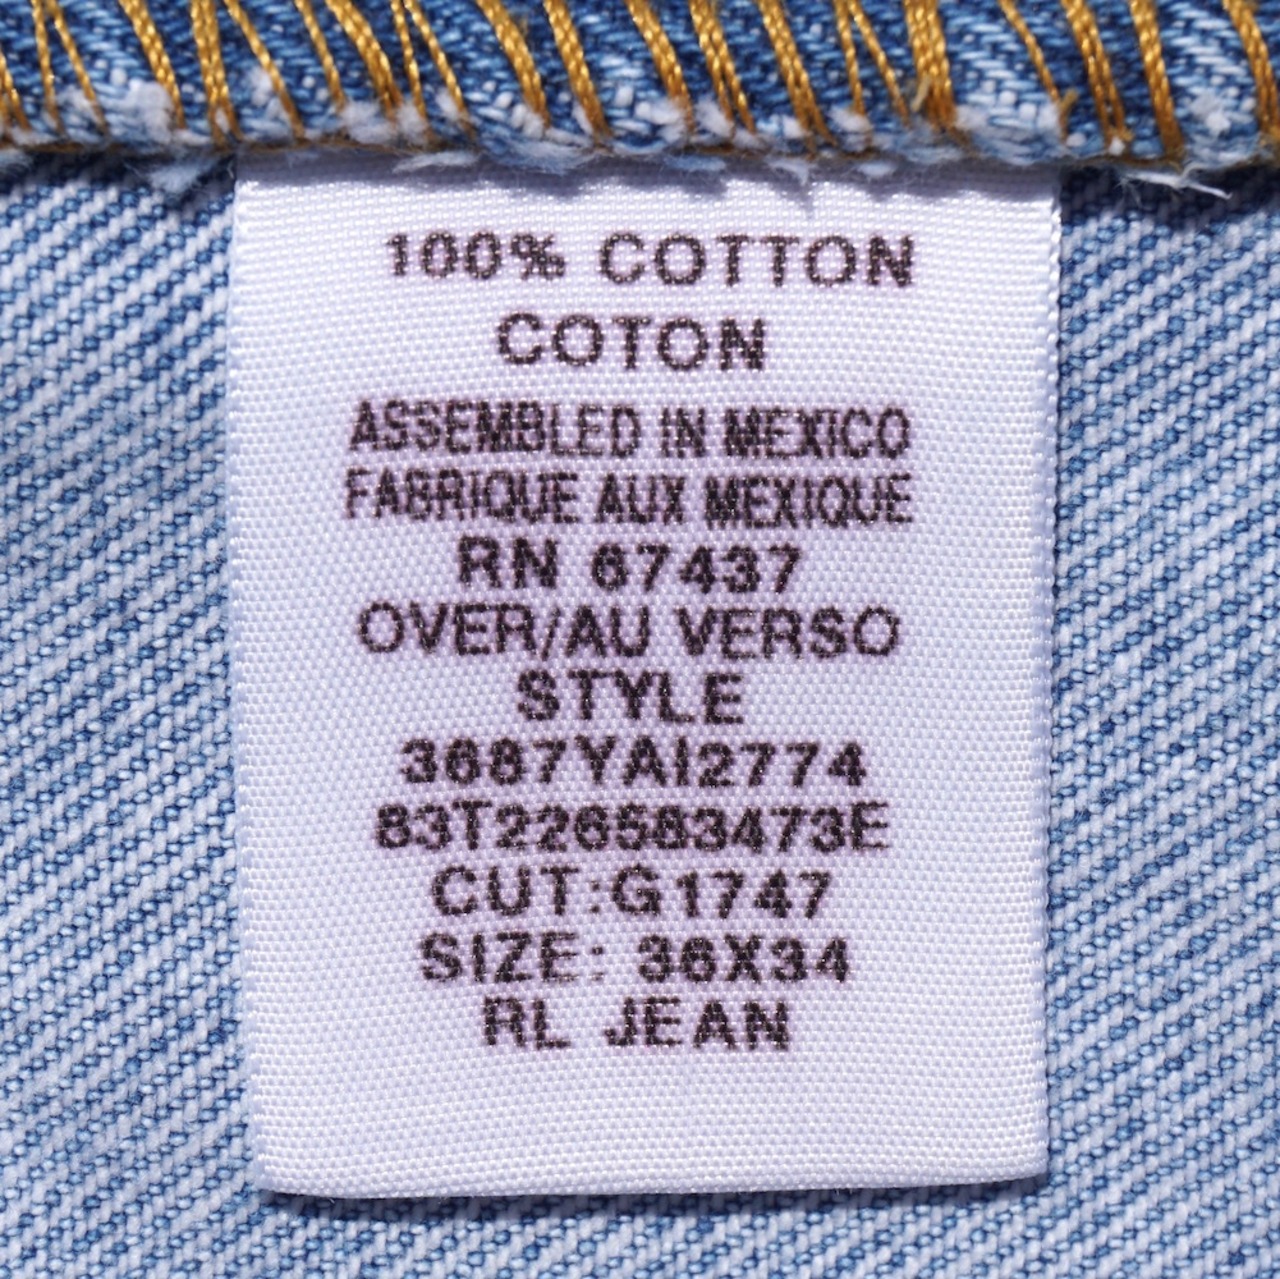 100% COTTON
COTON
ASSEMBLED IN MEXICO
FABRIQUE AUX MEXIQUE
RN 67437
OVER/AU VERSO
STYLE
3687YAI2774
83T226583473E
CUT:G1747
SIZE: 36X34
RL JEAN